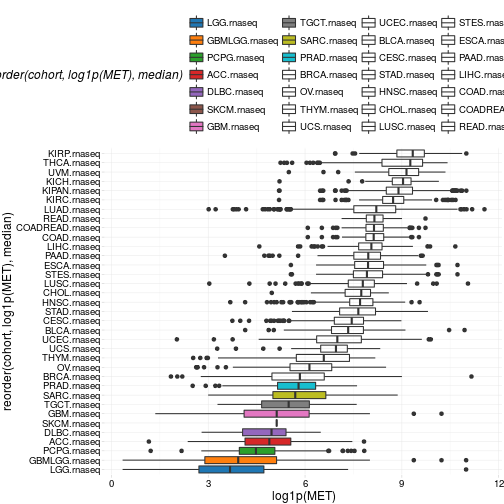 LGG.rnaseq TGCT.rnaseq UCEC.rnaseq STES.rnaseq
GBMLGG.rnaseq SARC.rnaseq BLCA.rnaseq ESCA.rnaseq
PCPG.rnaseq PRAD.rnaseq CESC.rnaseq PAAD.rnaseq
order(cohort, log1p(MET), median) ACC.rnaseq BRCA.rnaseq STAD.rnaseq LIHC.rnaseq
DLBC.rnaseq OV.rnaseq HNSC.rnaseq COAD.rnaseq
SKCM.rnaseq THYM.rnaseq CHOL.rnaseq COADREA
GBM.rnaseq UCS.rnaseq LUSC.rnaseq READ.rnaseq
KIRP.rnaseq
THCA.rnaseq
UVM.rnaseq
KICH.rnaseq
KIPAN.rnaseq
KIRC.rnaseq
LUAD.rnaseq
READ.rnaseq
COADREAD.rnaseq
COAD.rnaseq
LIHC.rnaseq
PAAD.rnaseq
ESCA.rnaseq
STES.rnaseq
LUSC.rnaseq
CHOL.rnaseq
HNSC.rnaseq
STAD.rnaseq
CESC.rnaseq
BLCA.rnaseq
UCEC.rnaseq
UCS.rnaseq
THYM.rnaseq
OV.rnaseq
BRCA.rnaseq
PRAD.rnaseq
SARC.rnaseq
TGCT.rnaseq
GBM.rnaseq
SKCM.rnaseq
DLBC.rnaseq
ACC.rnaseq
PCPG.rnaseq
GBMLGG.rnaseq
LGG.rnaseq
reorder(cohort, log1p(MET), median)
0 3 6 9 12
log1p(MET)